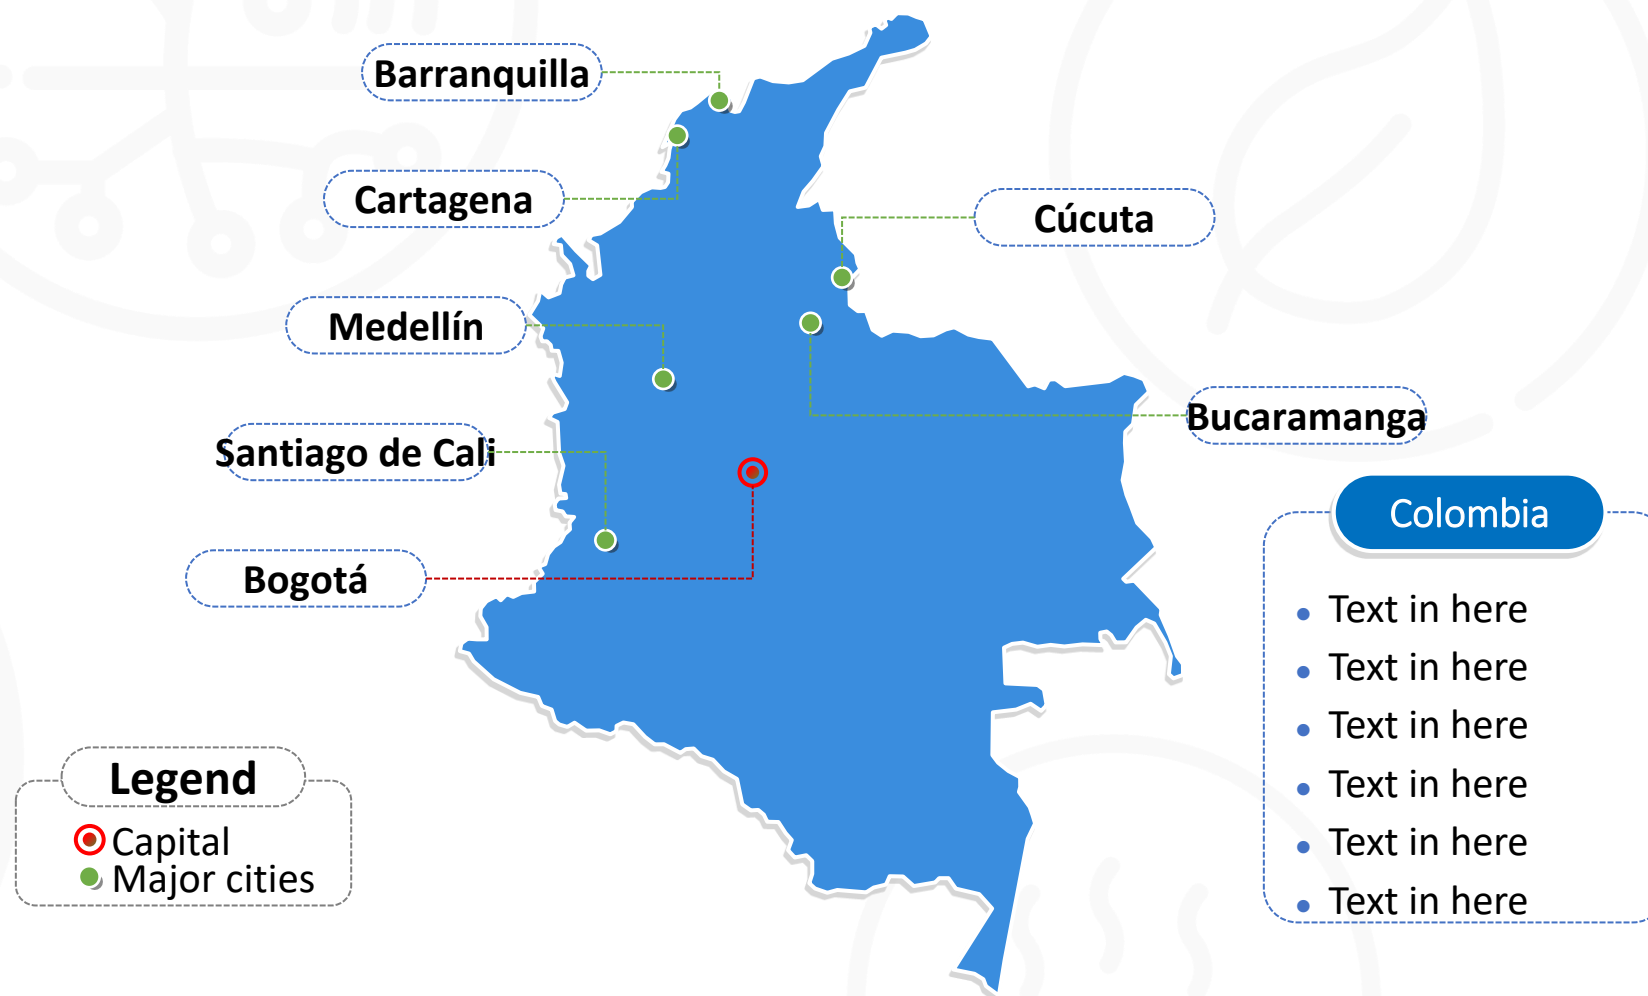 Barranquilla
Cartagena
Cúcuta
Medellín
Bucaramanga
Santiago de Cali
Bogotá
Colombia
Text in here
Text in here
Text in here
Text in here
Text in here
Text in here
Legend
Capital
Major cities